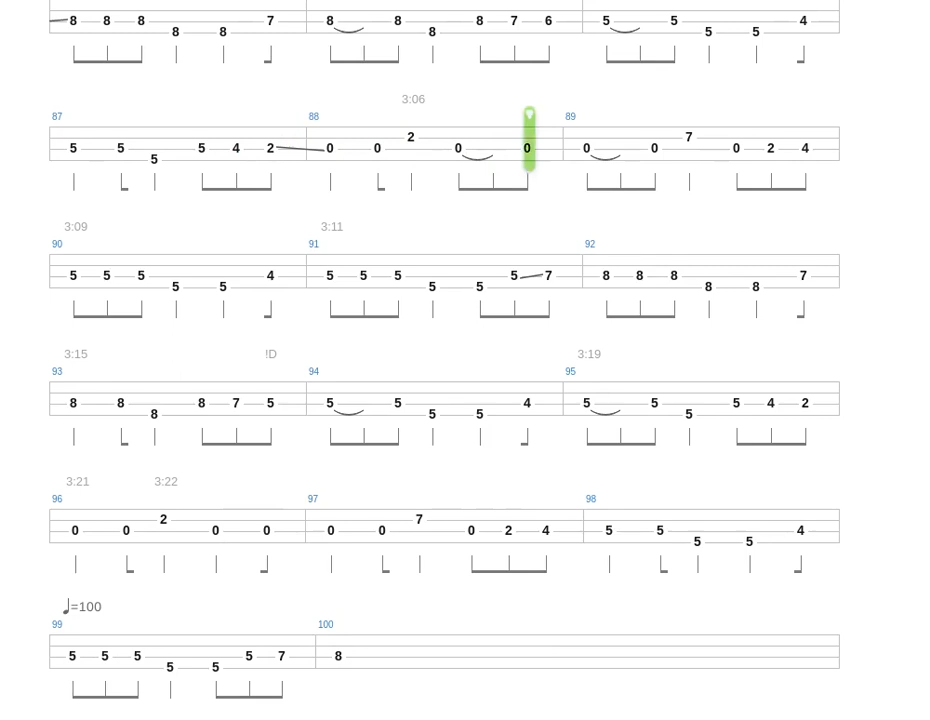 8 8 8 8 8 7 8 8 8 8 7 6 5 5 5 5 4
3:06
87 88 89
5 5 5 5 4 2 0 0 2 0 0 0 0 7 0 2 4
3:09 3:11
90 91 92
5 5 5 5 5 4 5 5 5 5 5 5 7 8 8 8 8 8 7
3:15 !D 3:19
93 94 95
8 8 8 8 7 5 5 5 5 5 4 5 5 5 5 4 2
3:21 3:22
96 97 98
0 0 2 0 0 0 0 7 0 2 4 5 5 5 5 4
=100
99 100
5 5 5 5 5 5 7 8